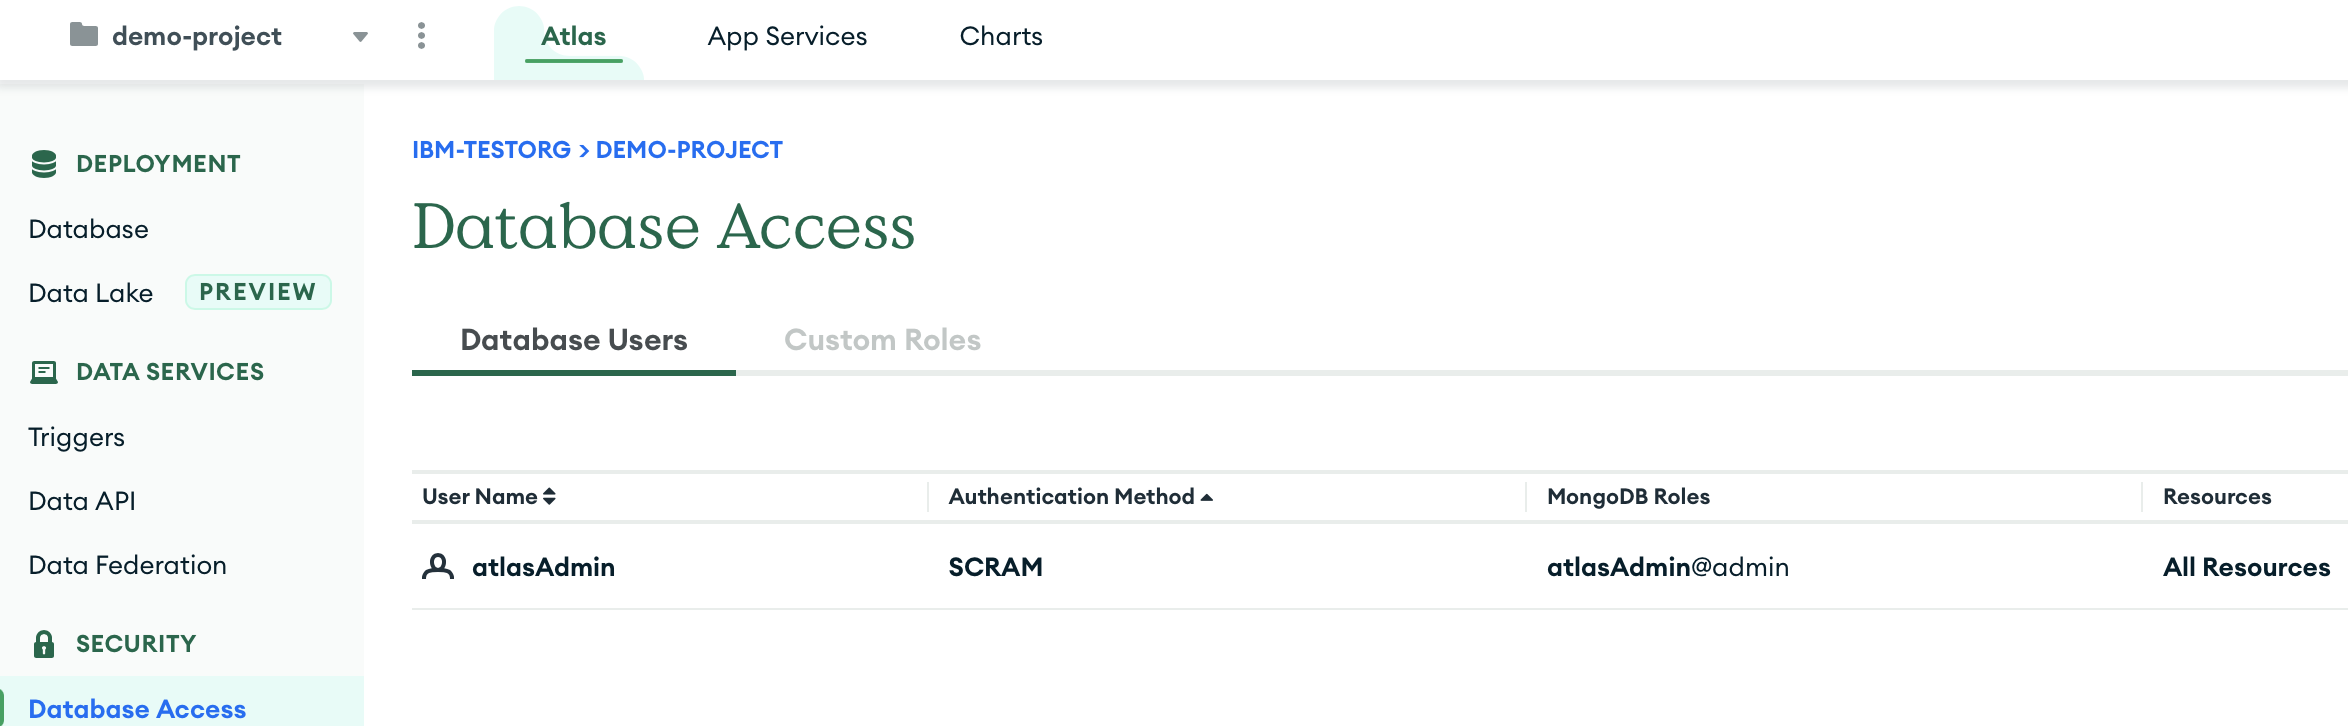 demo-project
Atlas
App Services
Charts
DEPLOYMENT
Database
Data Lake PREVIEW
DATA SERVICES
Triggers
Data API
Data Federation
SECURITY
Database Access
IBM-TESTORG > DEMO-PROJECT
Database Access
Database Users Custom Roles
User Name Authentication Method MongoDB Roles Resources
atlasAdmin SCRAM atlasAdmin@admin All Resources